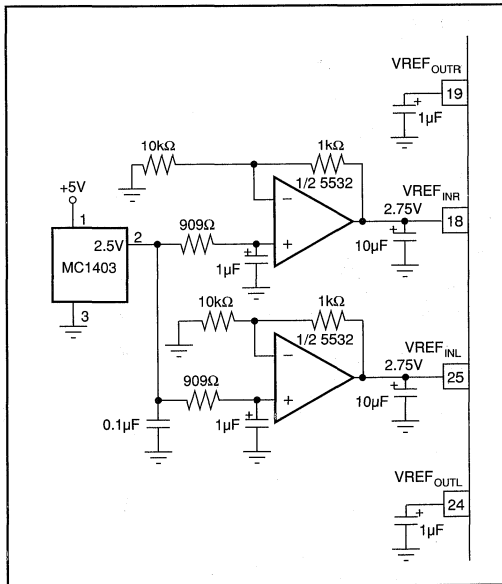 VREF OUTR
19
1µF
+
10kΩ
1kΩ
1/2 5532
VREF INR
2.75V
18
10µF
+
+5V
1
2.5V
2
MC1403
3
909Ω
−
+
1µF
+
10kΩ
1kΩ
1/2 5532
VREF INL
2.75V
25
10µF
+
909Ω
−
+
0.1µF
1µF
+
VREF OUTL
24
1µF
+